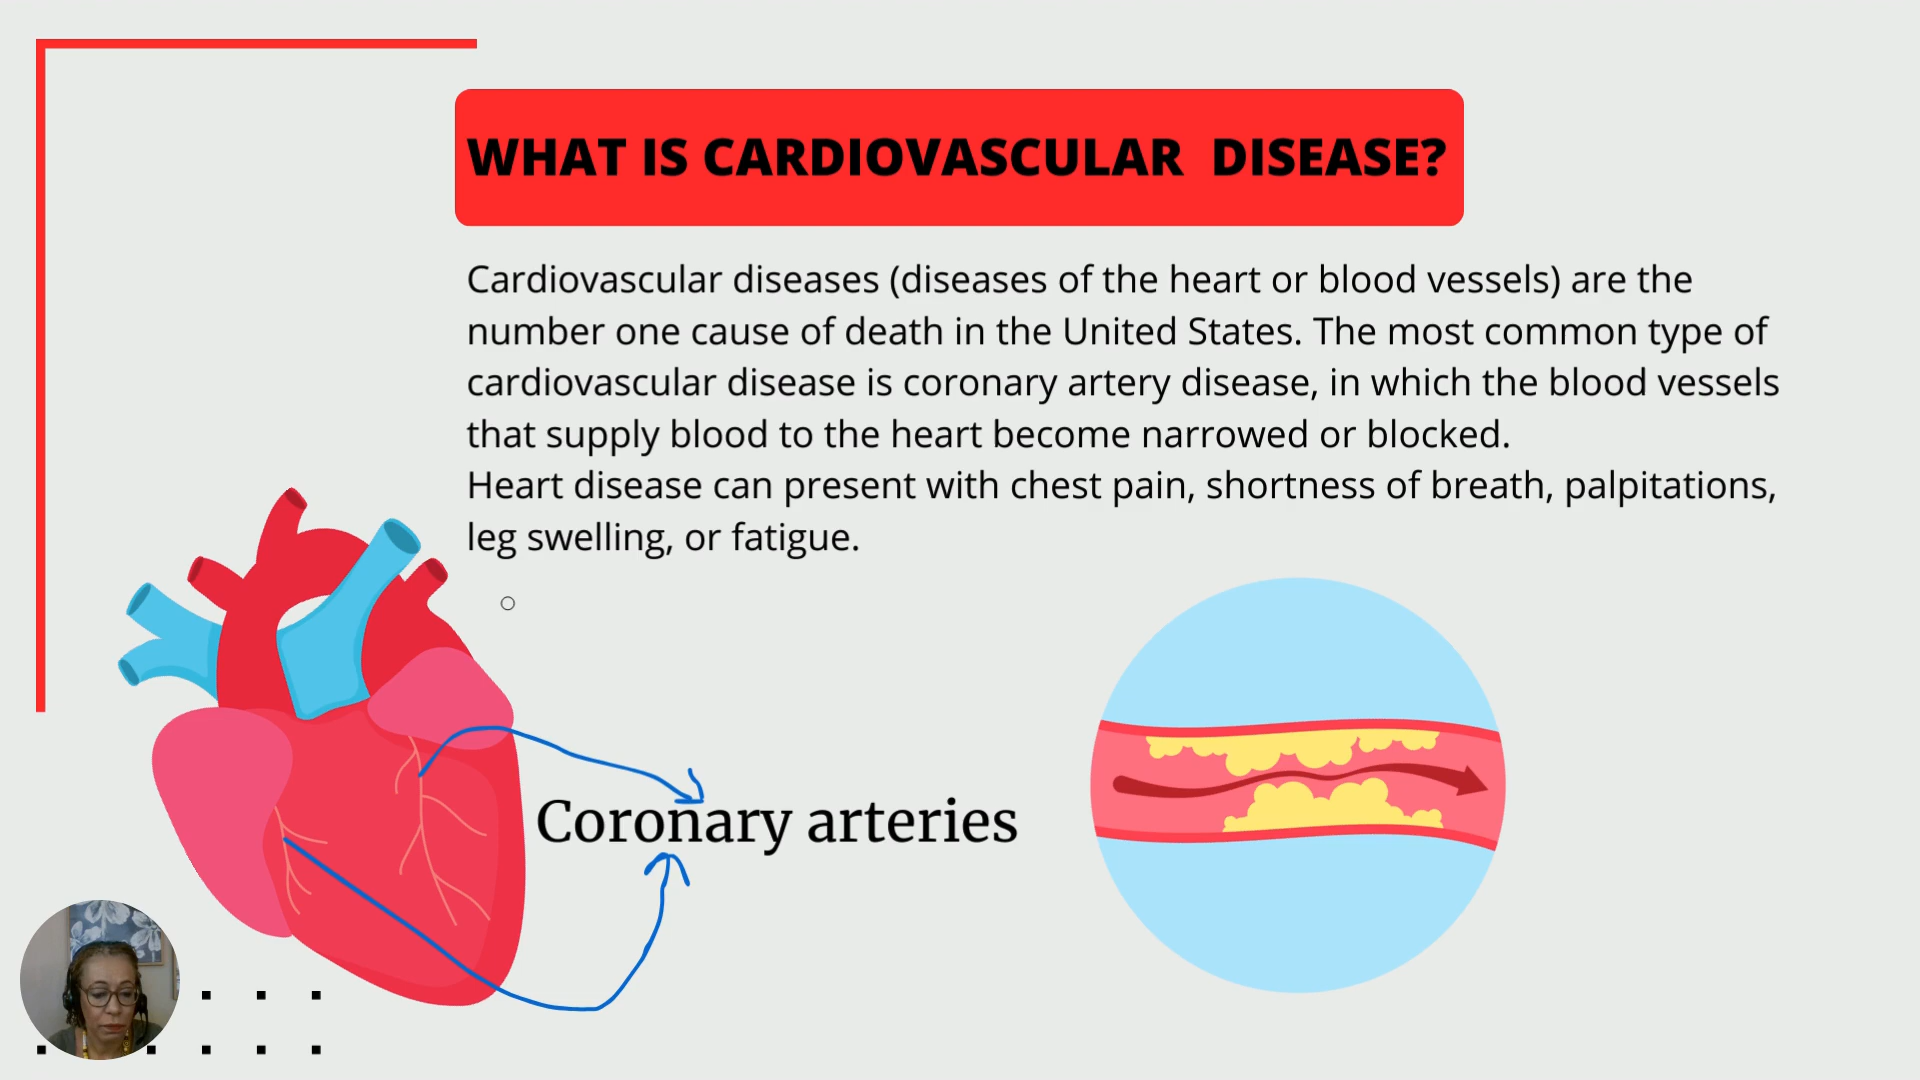 WHAT IS CARDIOVASCULAR DISEASE?
Cardiovascular diseases (diseases of the heart or blood vessels) are the
number one cause of death in the United States. The most common type of
cardiovascular disease is coronary artery disease, in which the blood vessels
that supply blood to the heart become narrowed or blocked.
Heart disease can present with chest pain, shortness of breath, palpitations,
leg swelling, or fatigue.
Coronary arteries